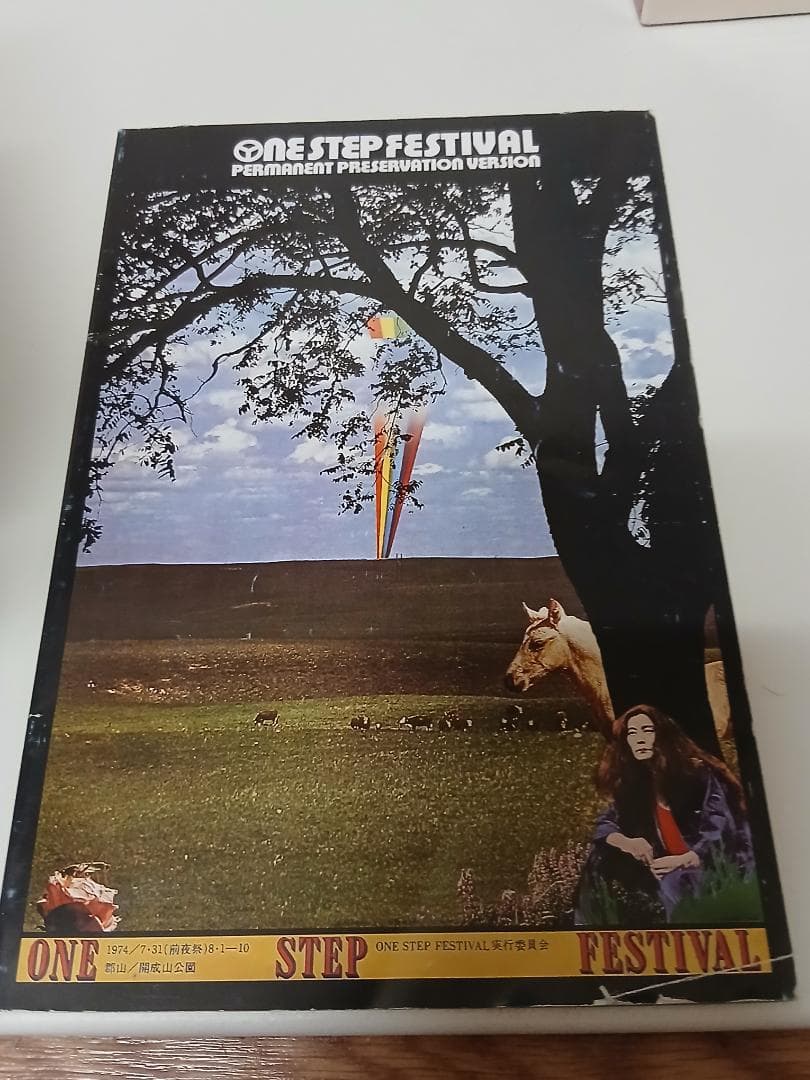 ONE STEP FESTIVAL
PERMANENT PRESERVATION VERSION
ONE
1974/7・31(前夜祭)8・1—10
郡山/開成山公園
STEP
ONE STEP FESTIVAL実行委員会
FESTIVAL